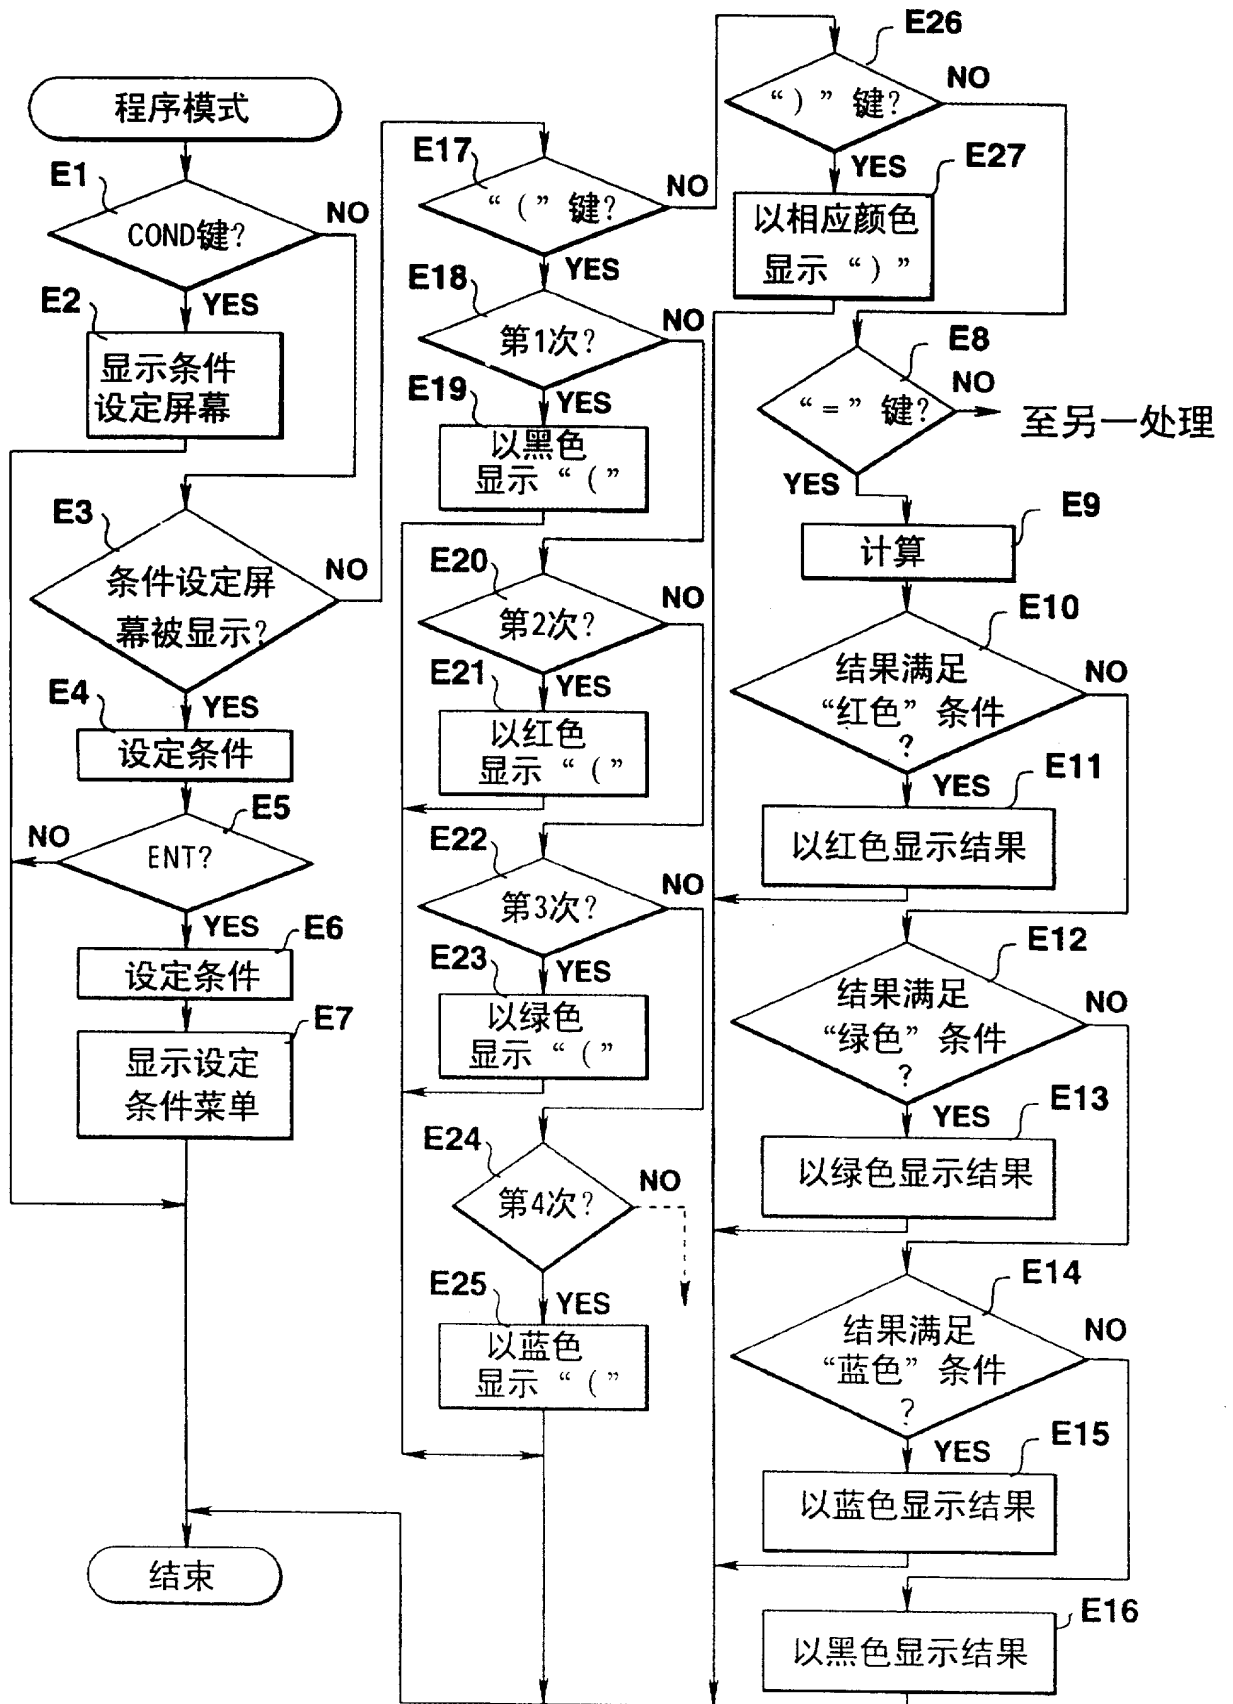 程序模式
E1
COND键?
NO
YES
E2
显示条件
设定屏幕
E3
条件设定屏
幕被显示?
NO
YES
E4
设定条件
E5
ENT?
NO
YES
E6
设定条件
E7
显示设定
条件菜单
结束
E17
“(”键?
NO
YES
E18
第1次?
NO
YES
E19
以黑色
显示“(”
E20
第2次?
NO
YES
E21
以红色
显示“(”
E22
第3次?
NO
YES
E23
以绿色
显示“(”
E24
第4次?
NO
YES
E25
以蓝色
显示“(”
E26
“)”键?
NO
YES
E27
以相应颜色
显示“)”
E8
“=”键?
NO
至另一处理
YES
E9
计算
E10
结果满足
“红色”条件
?
NO
YES
E11
以红色显示结果
E12
结果满足
“绿色”条件
?
NO
YES
E13
以绿色显示结果
E14
结果满足
“蓝色”条件
?
NO
YES
E15
以蓝色显示结果
E16
以黑色显示结果